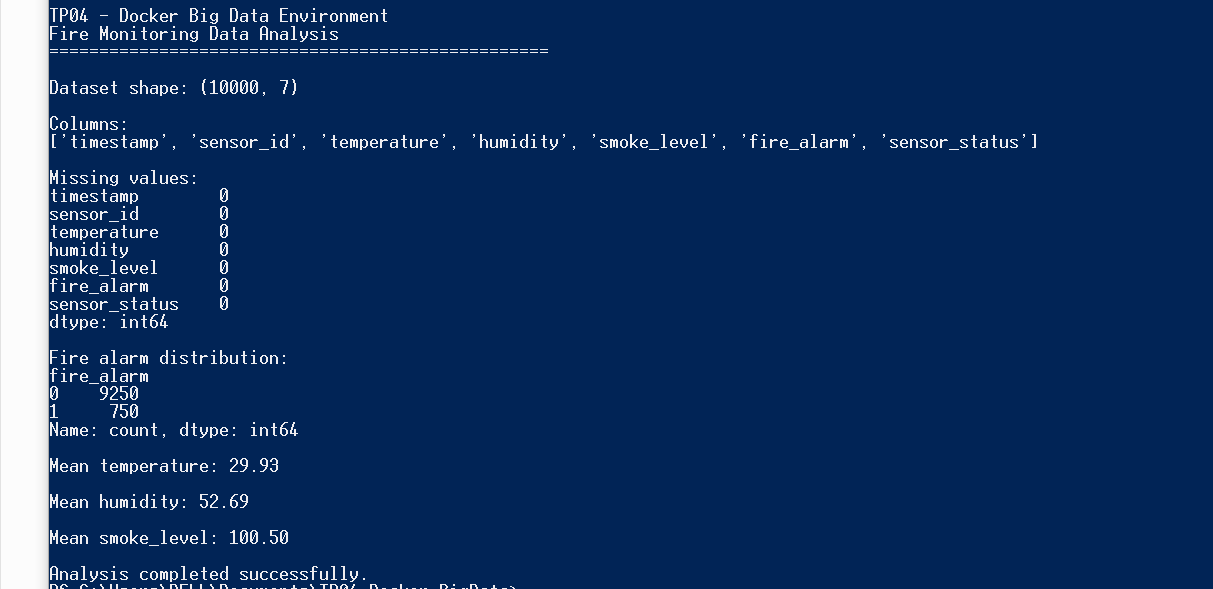 TP04 - Docker Big Data Environment
Fire Monitoring Data Analysis
==================================================
Dataset shape: (10000, 7)
Columns:
['timestamp', 'sensor_id', 'temperature', 'humidity', 'smoke_level', 'fire_alarm', 'sensor_status']
Missing values:
timestamp        0
sensor_id        0
temperature      0
humidity         0
smoke_level      0
fire_alarm       0
sensor_status    0
dtype: int64
Fire alarm distribution:
fire_alarm
0    9250
1     750
Name: count, dtype: int64
Mean temperature: 29.93
Mean humidity: 52.69
Mean smoke_level: 100.50
Analysis completed successfully.